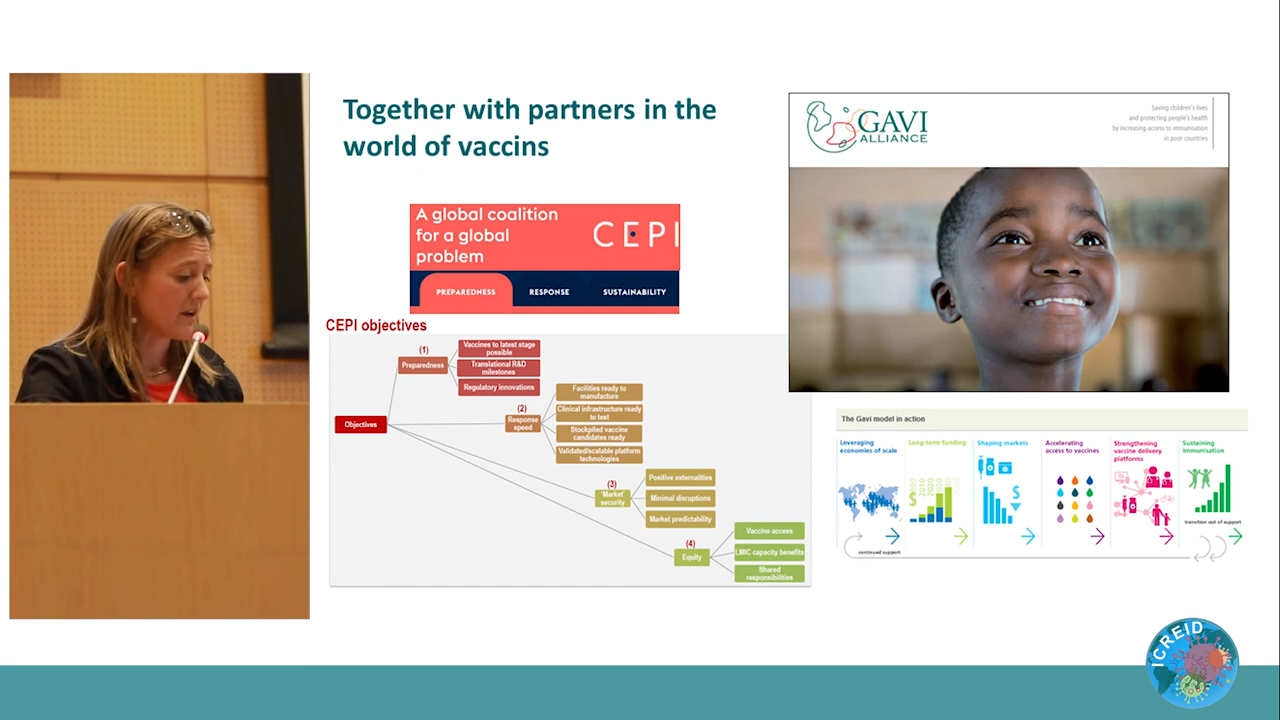 Together with partners in the
world of vaccins
A global coalition
for a global
problem
CEPI
PREPAREDNESS
RESPONSE
SUSTAINABILITY
CEPI objectives
Objectives
(1)
Preparedness
Vaccines to latest stage
possible
Translational R&D
milestones
Regulatory innovations
(2)
Response
speed
Facilities ready to
manufacture
Clinical infrastructure ready
to test
Stockpiled vaccine
candidates ready
Validated/scalable platform
technologies
(3)
'Market'
security
Positive externalities
Minimal disruptions
Market predictability
(4)
Equity
Vaccine access
LMIC capacity benefits
Shared
responsibilities
GAVI
ALLIANCE
Saving children's lives
and protecting people's health
by increasing access to immunisation
in poor countries
The Gavi model in action
Leveraging
economies of scale
Long-term funding
Shaping markets
Accelerating
access to vaccines
Strengthening
vaccine delivery
platforms
Sustaining
immunisation
$
$
transition out of support
continued support
ICREID